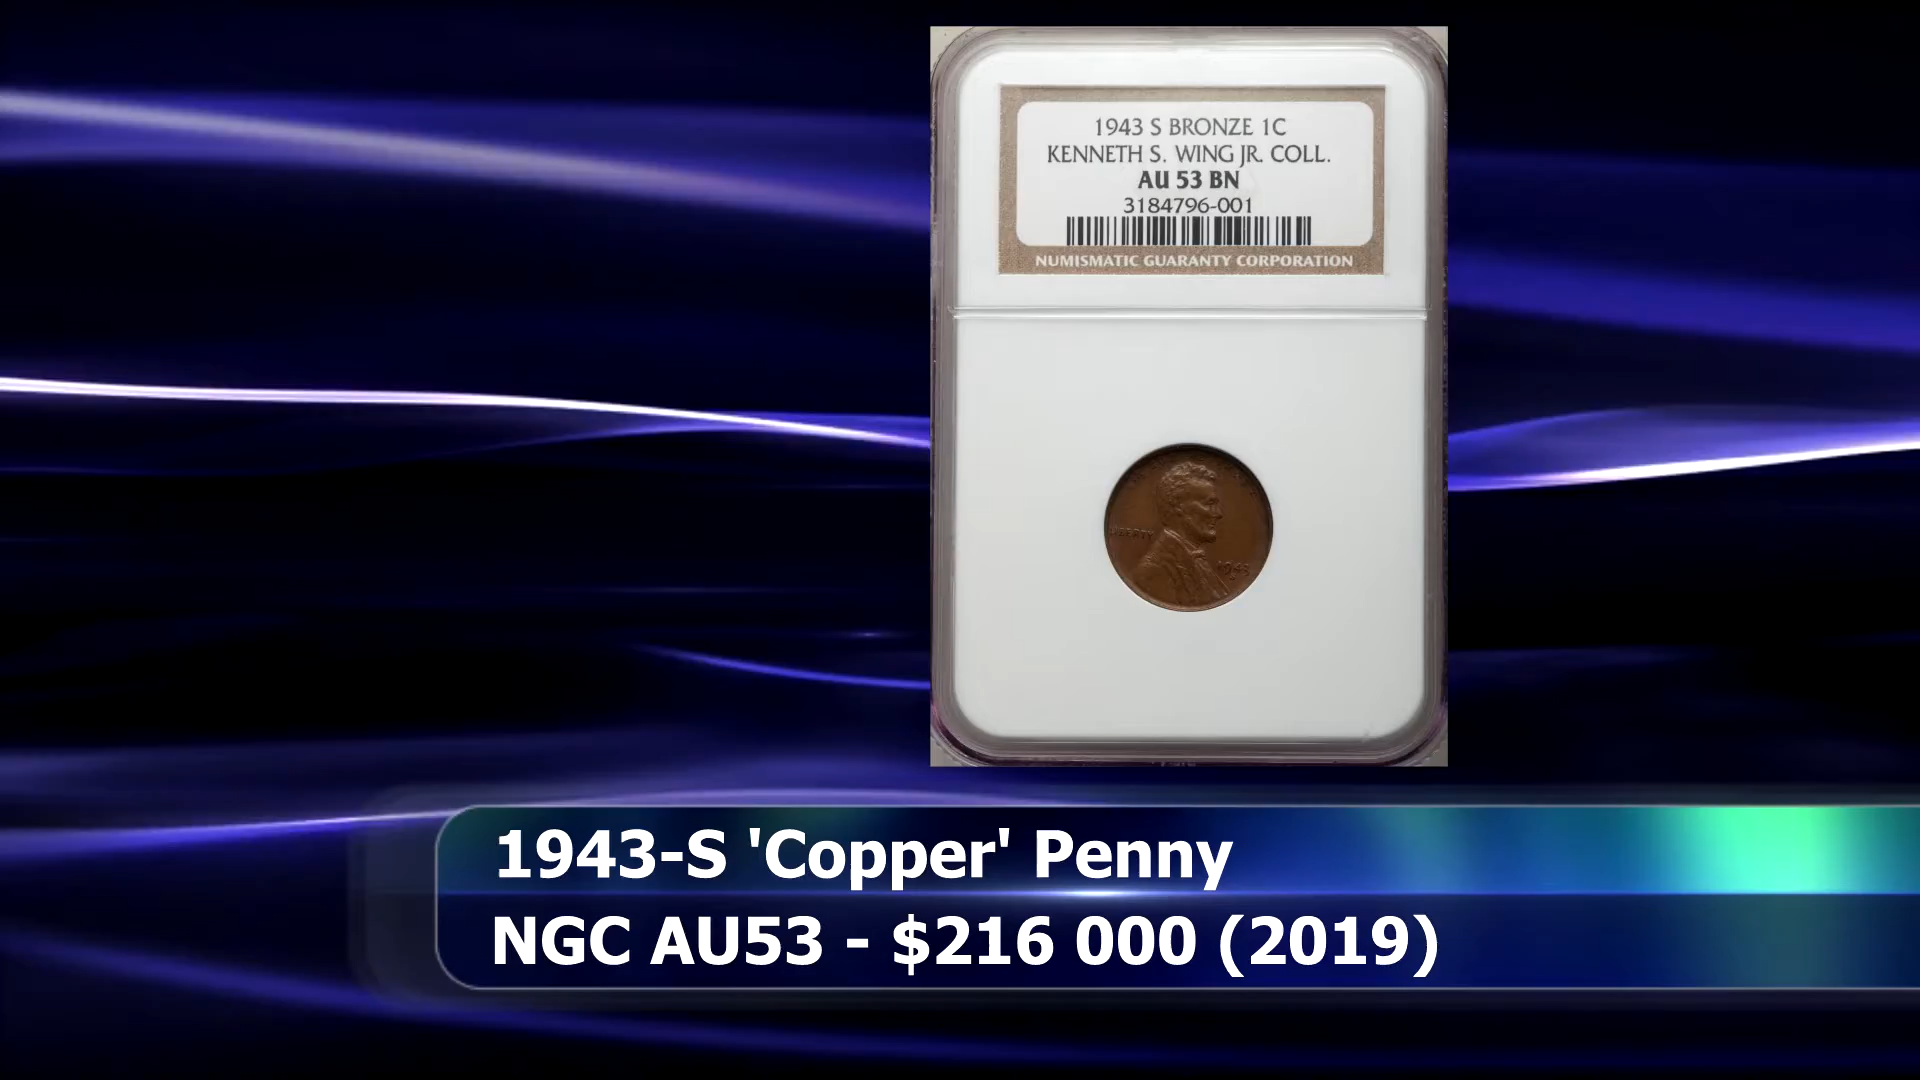 1943 S BRONZE 1C
KENNETH S. WING JR. COLL.
AU 53 BN
3184796-001
NUMISMATIC GUARANTY CORPORATION
LIBERTY
1943
1943-S 'Copper' Penny
NGC AU53 - $216 000 (2019)